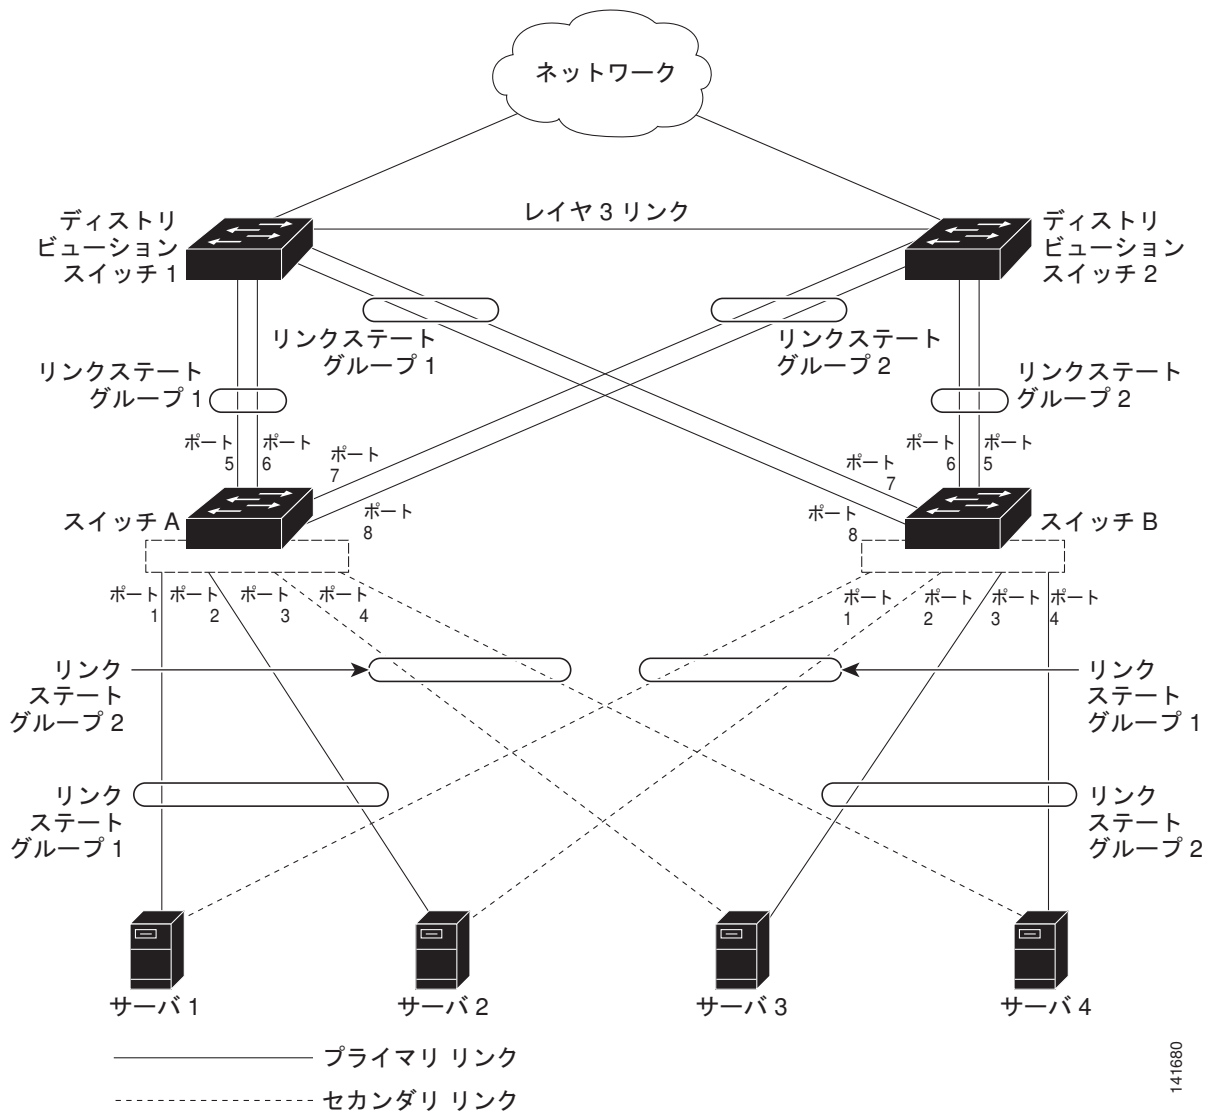 ネットワーク
レイヤ 3 リンク
ディストリ
ビューション
スイッチ 1
ディストリ
ビューション
スイッチ 2
リンクステート
グループ 1
リンクステート
グループ 2
リンクステート
グループ 1
リンクステート
グループ 2
ポート
5
ポート
6
ポート
7
ポート
8
ポート
7
ポート
8
ポート
6
ポート
5
スイッチ A
スイッチ B
ポート
1
ポート
2
ポート
3
ポート
4
ポート
1
ポート
2
ポート
3
ポート
4
リンク
ステート
グループ 2
リンク
ステート
グループ 1
リンク
ステート
グループ 1
リンク
ステート
グループ 2
サーバ 1
サーバ 2
サーバ 3
サーバ 4
プライマリ リンク
セカンダリ リンク
141680